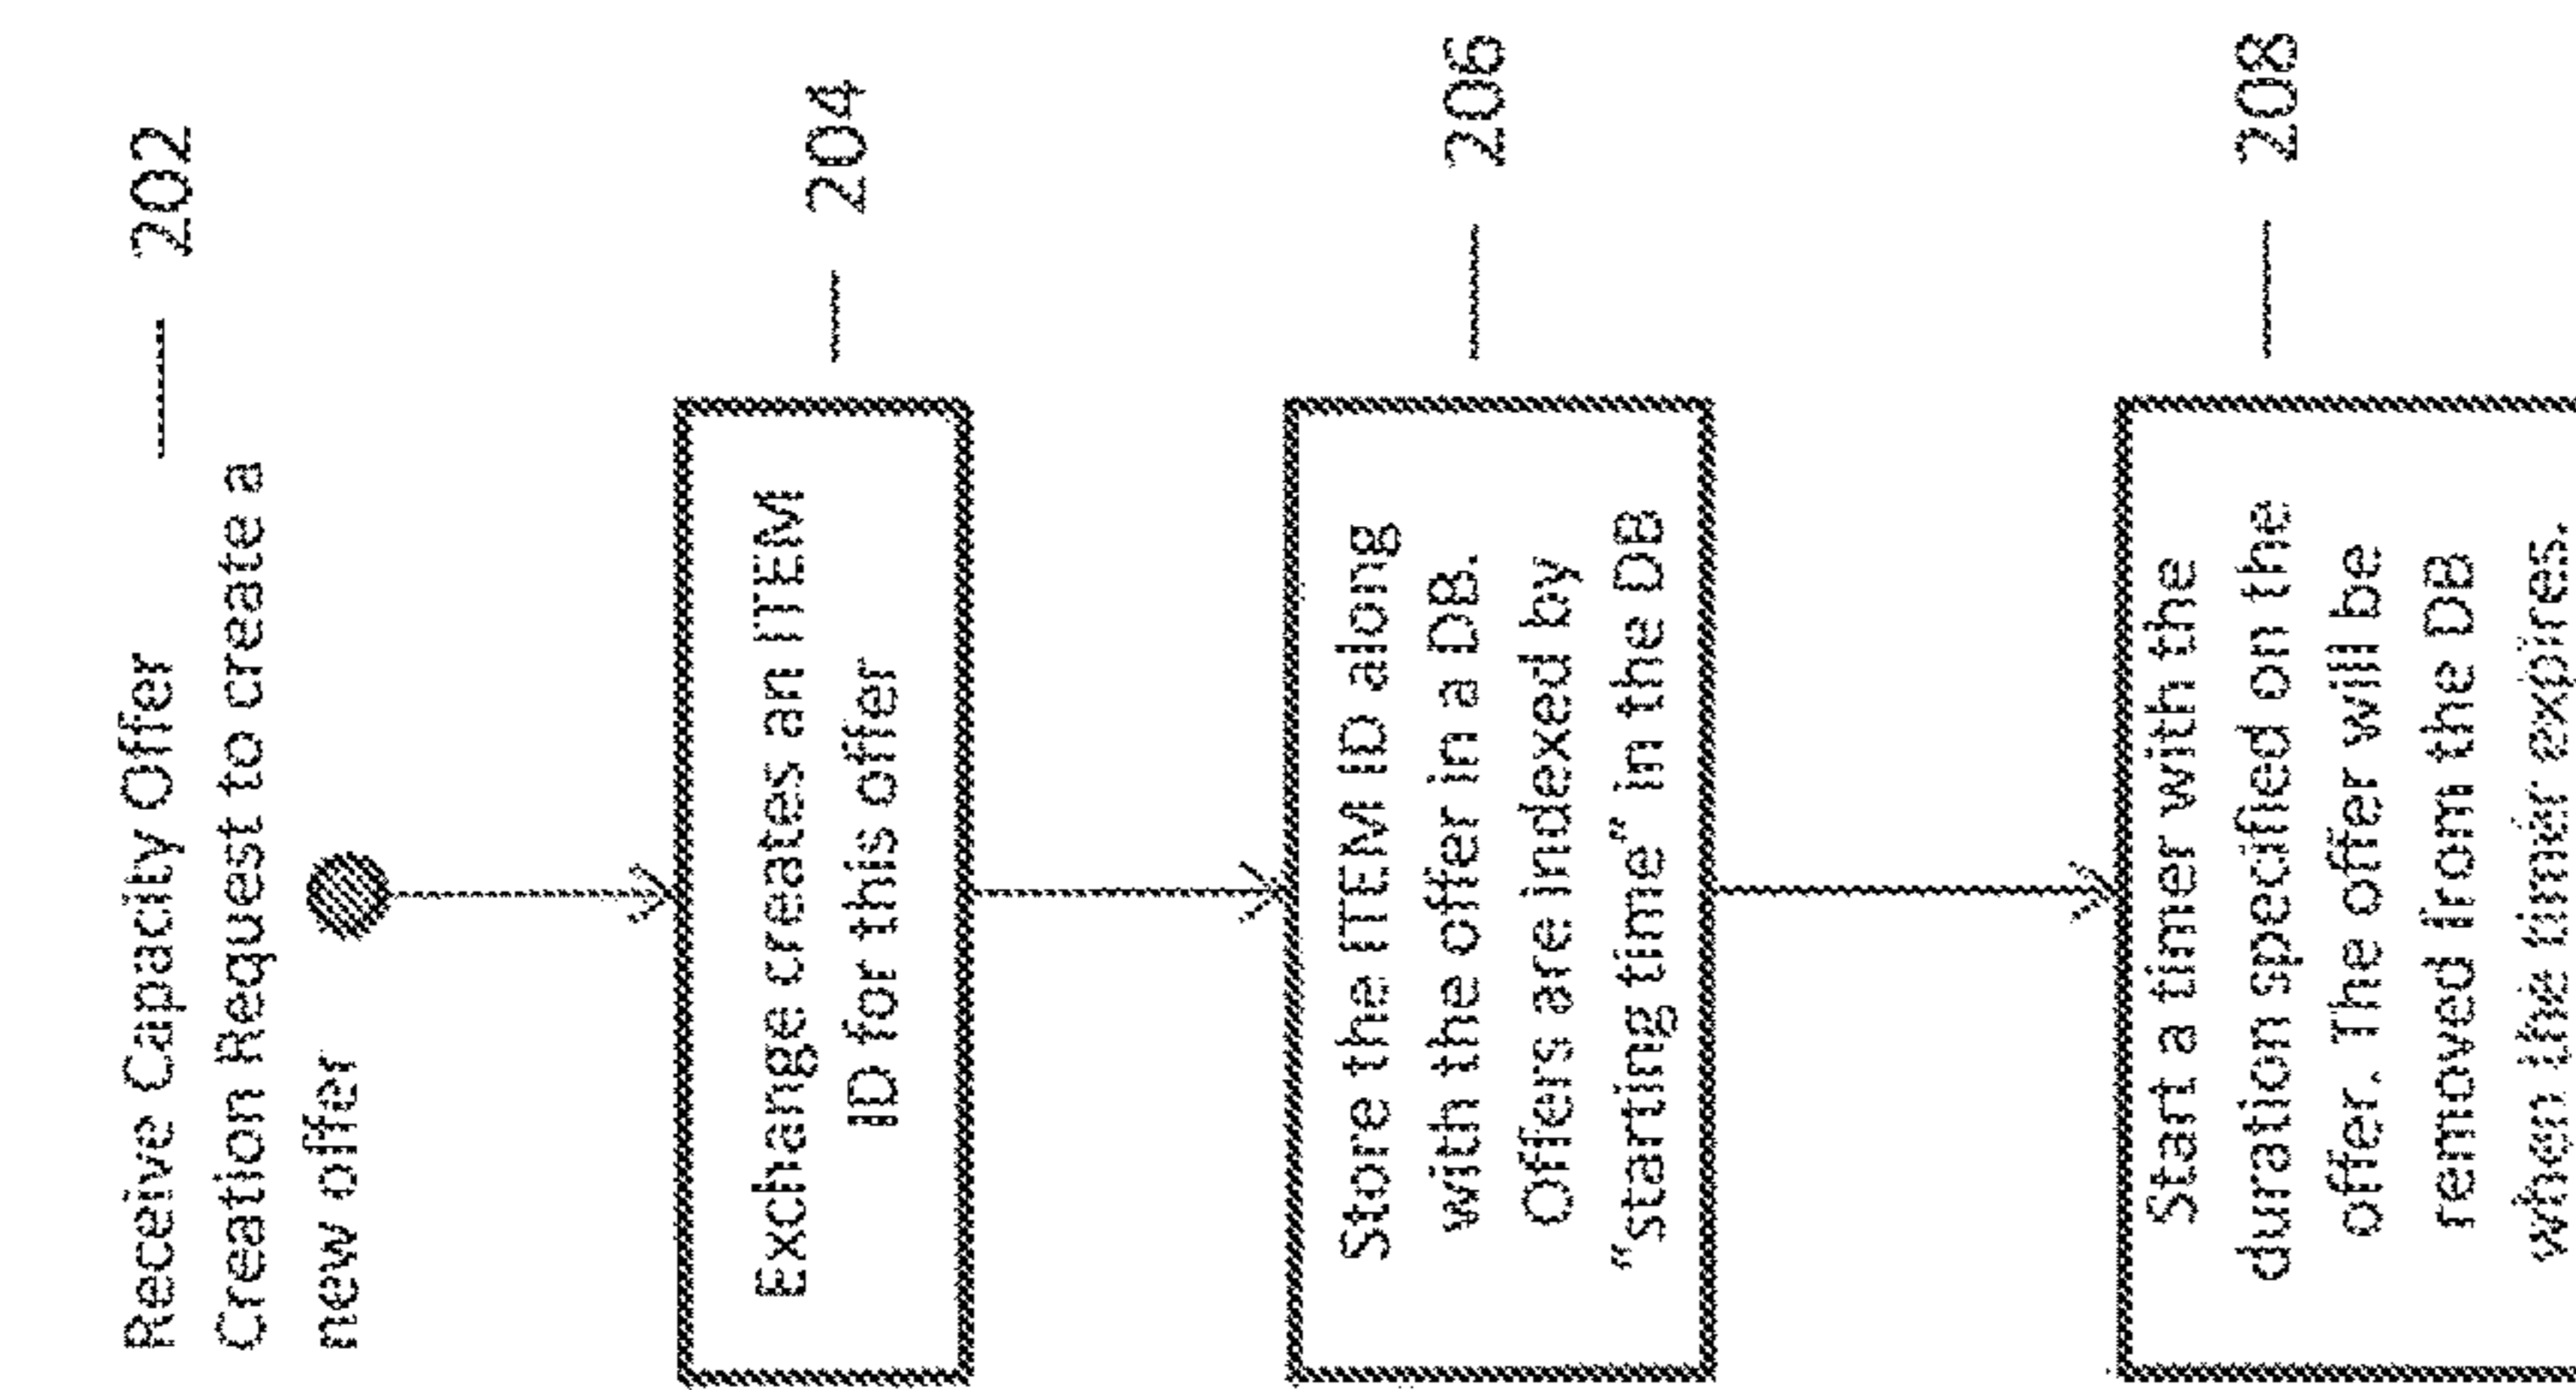 Receive Capacity Offer
Creation Request to create a
new offer
202
Exchange creates an ITEM
ID for this offer
204
Store the ITEM ID along
with the offer in a DB.
Offers are indexed by
"starting time" in the DB
206
Start a timer with the
duration specified on the
offer. The offer will be
removed from the DB
when the timer expires.
208